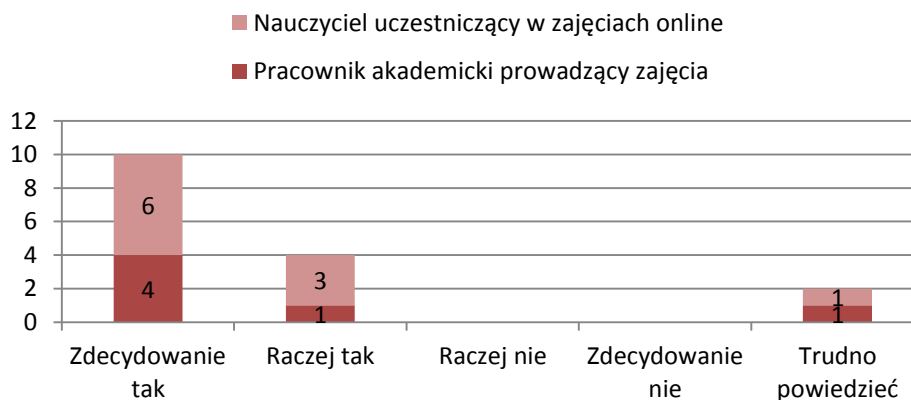 Nauczyciel uczestniczący w zajęciach online
Pracownik akademicki prowadzący zajęcia
12
10
8
6
4
2
0
6
4
3
1
1
1
Zdecydowanie tak
Raczej tak
Raczej nie
Zdecydowanie nie
Trudno powiedzieć